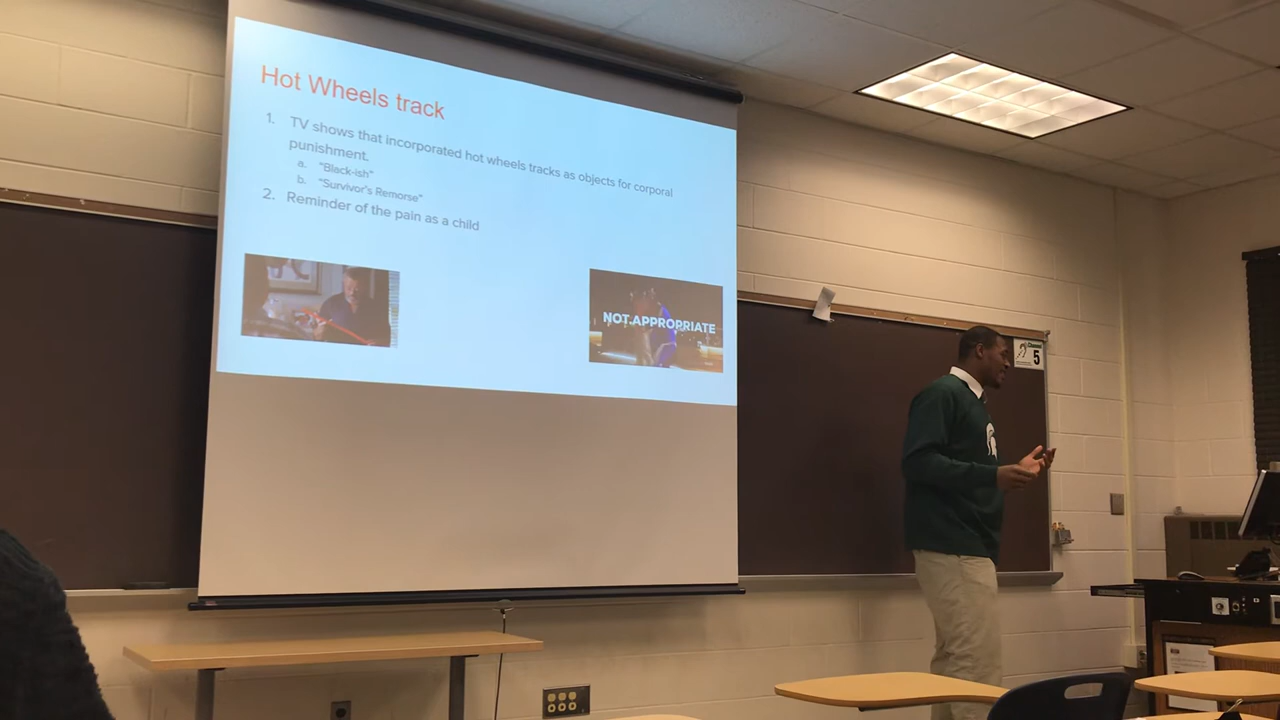 Hot Wheels track
1. TV shows that incorporated hot wheels tracks as objects for corporal
punishment.
a. "Black-ish"
b. "Survivor's Remorse"
2. Reminder of the pain as a child
NOT APPROPRIATE
Channel
5